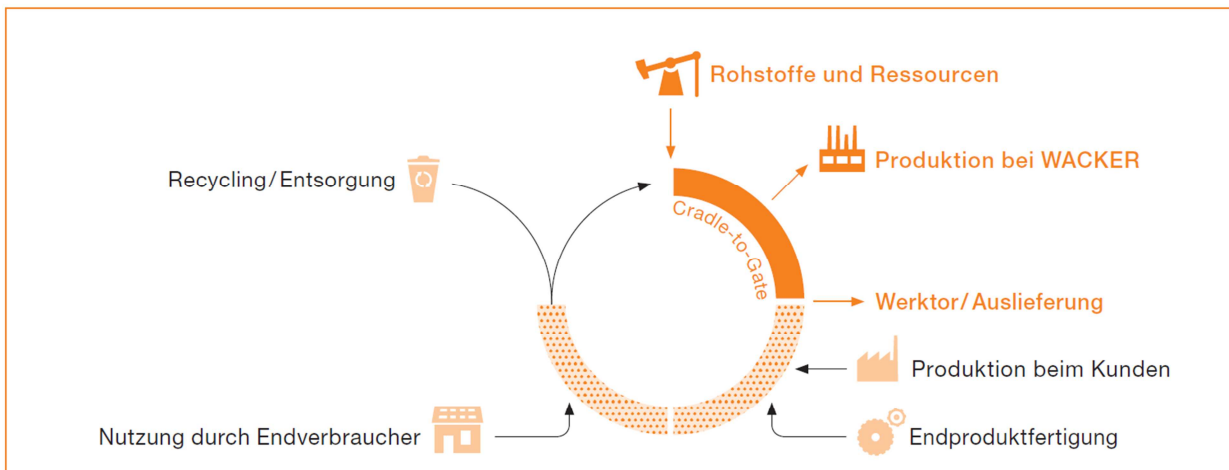 Rohstoffe und Ressourcen
Produktion bei WACKER
Recycling/Entsorgung
Cradle-to-Gate
Werktor/Auslieferung
Produktion beim Kunden
Nutzung durch Endverbraucher
Endproduktfertigung